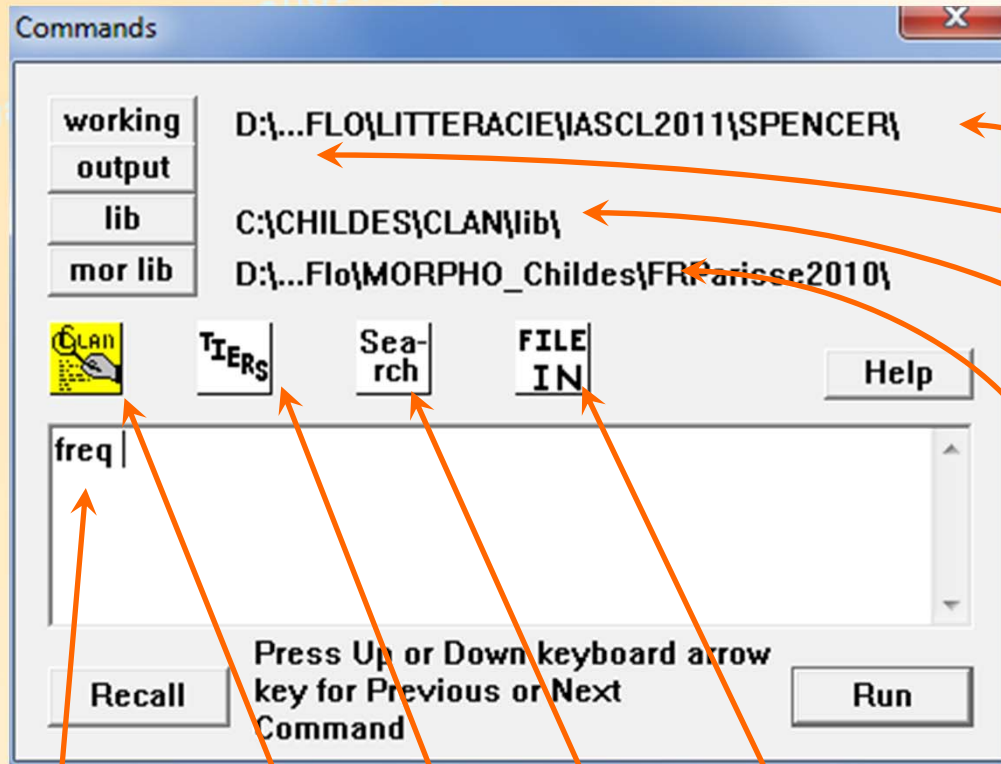 Commands
X
working D:\...FLO\LITTERACIE\IASCL2011\SPENCER\
output
lib C:\CHILDES\CLAN\lib\
mor lib D:\...Flo\MORPHO_Childes\FRParisse2010\
CLAN
TIERS
Sea-
rch
FILE
IN
Help
freq
Press Up or Down keyboard arrow
key for Previous or Next
Command
Recall
Run